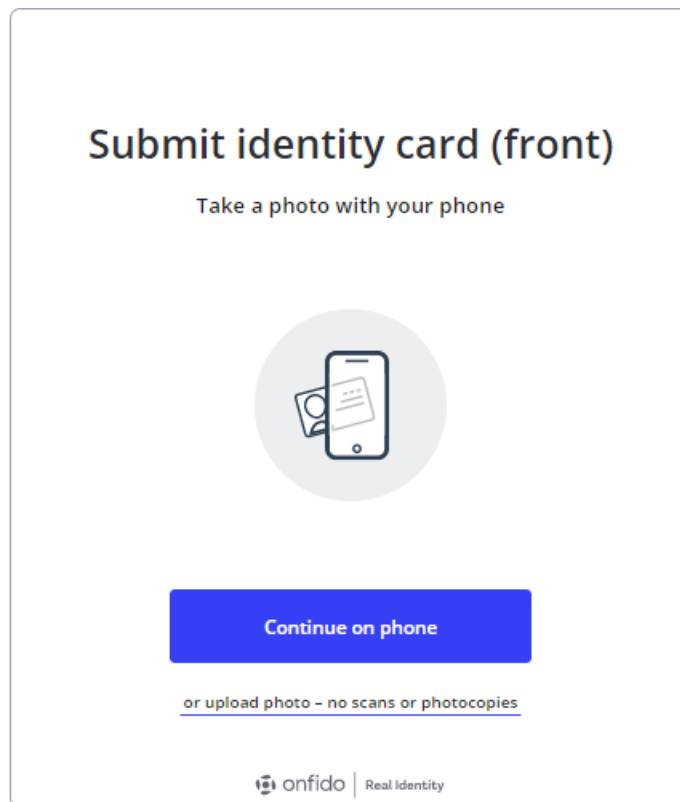 Submit identity card (front)
Take a photo with your phone
Continue on phone
or upload photo – no scans or photocopies
onfido | Real Identity